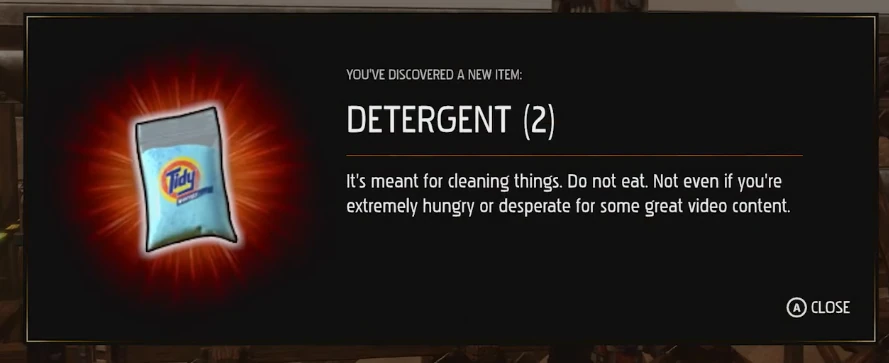 YOU'VE DISCOVERED A NEW ITEM:
DETERGENT (2)
Tidy
It's meant for cleaning things. Do not eat. Not even if you're
extremely hungry or desperate for some great video content.
A CLOSE